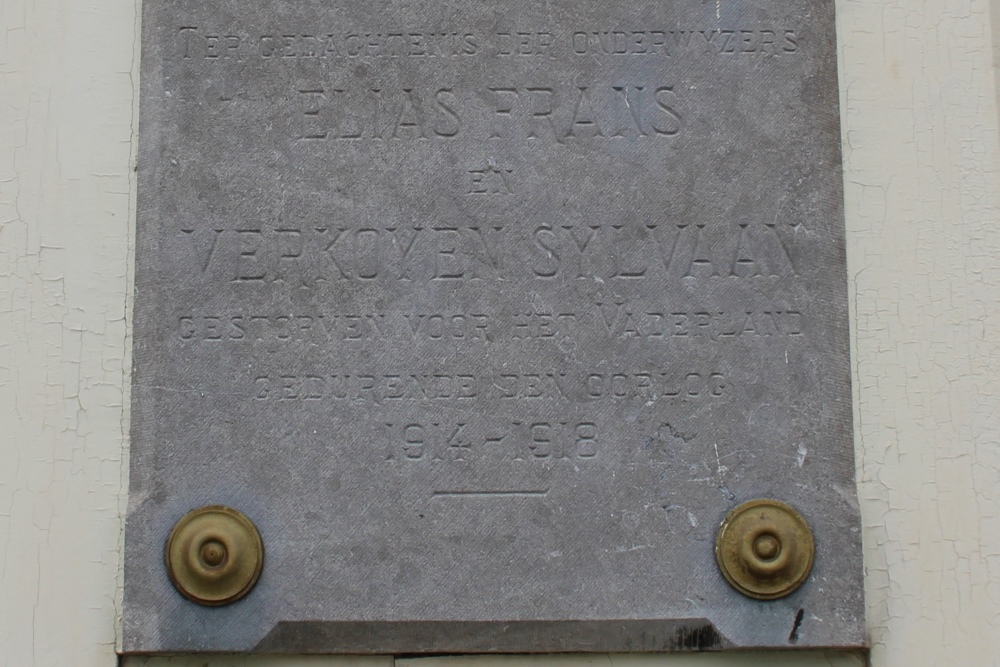 TER GEDACHTENIS DER ONDERWYZERS
ELIAS FRANS
EN
VERKOYEN SYLVAAN
GESTORVEN VOOR HET VADERLAND
GEDURENDE DEN OORLOG
1914-1918